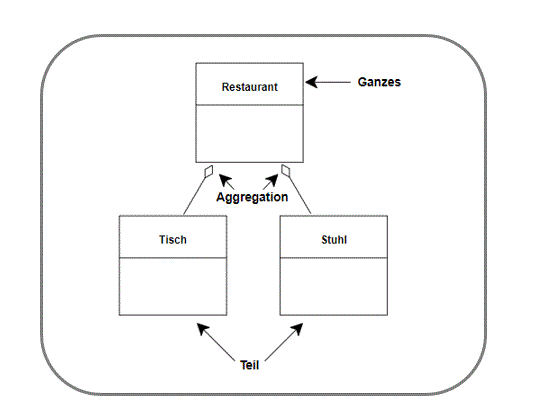 Restaurant
Ganzes
Aggregation
Tisch
Stuhl
Teil